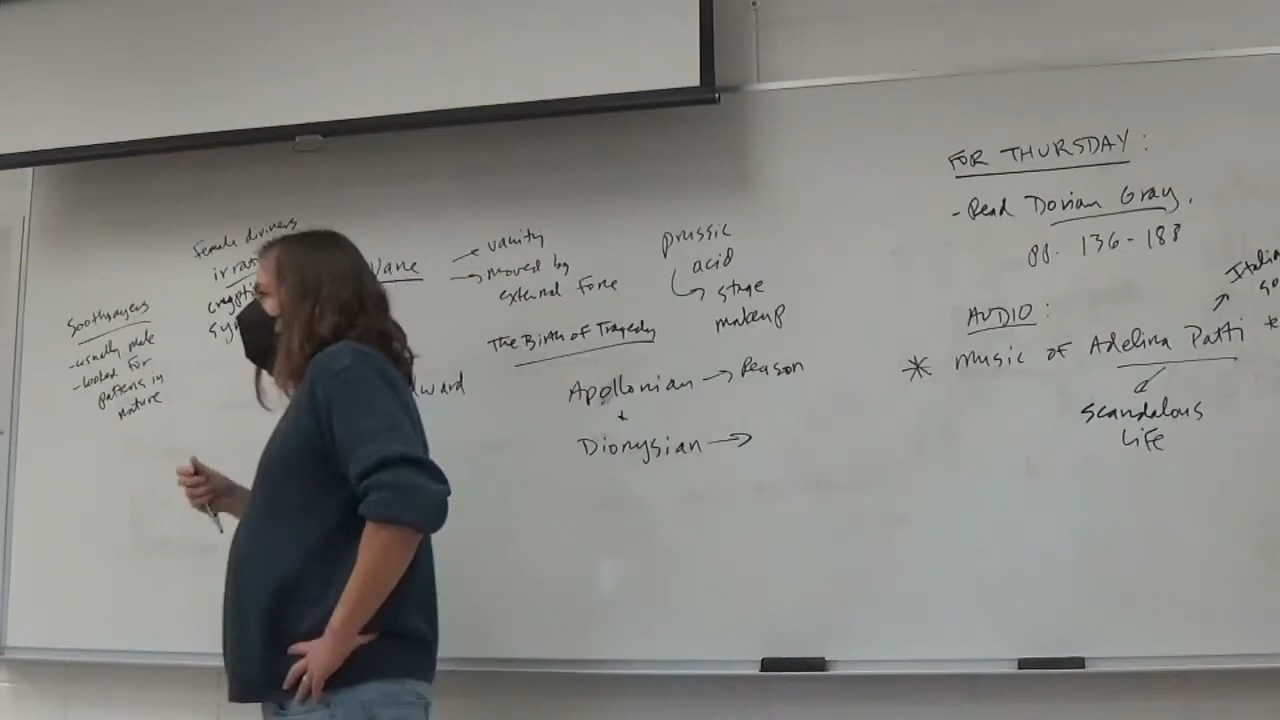 Soothsayers
-usually male
-looked for
patterns in
nature
Female diviners
Vane
vanity
moved by
external force
prussic
acid
stage
makeup
The Birth of Tragedy
Apollonian → Reason
+
Dionysian →
FOR THURSDAY:
-Read Dorian Gray,
pp. 136-188
AUDIO:
* music of Adelina Patti
scandalous
life